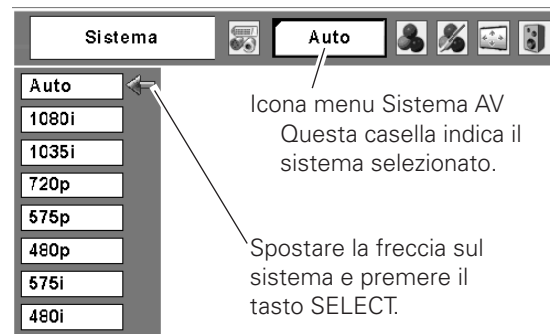 Sistema
Auto
Auto
1080i
1035i
720p
575p
480p
575i
480i
Icona menu Sistema AV
Questa casella indica il
sistema selezionato.
Spostare la freccia sul
sistema e premere il
tasto SELECT.